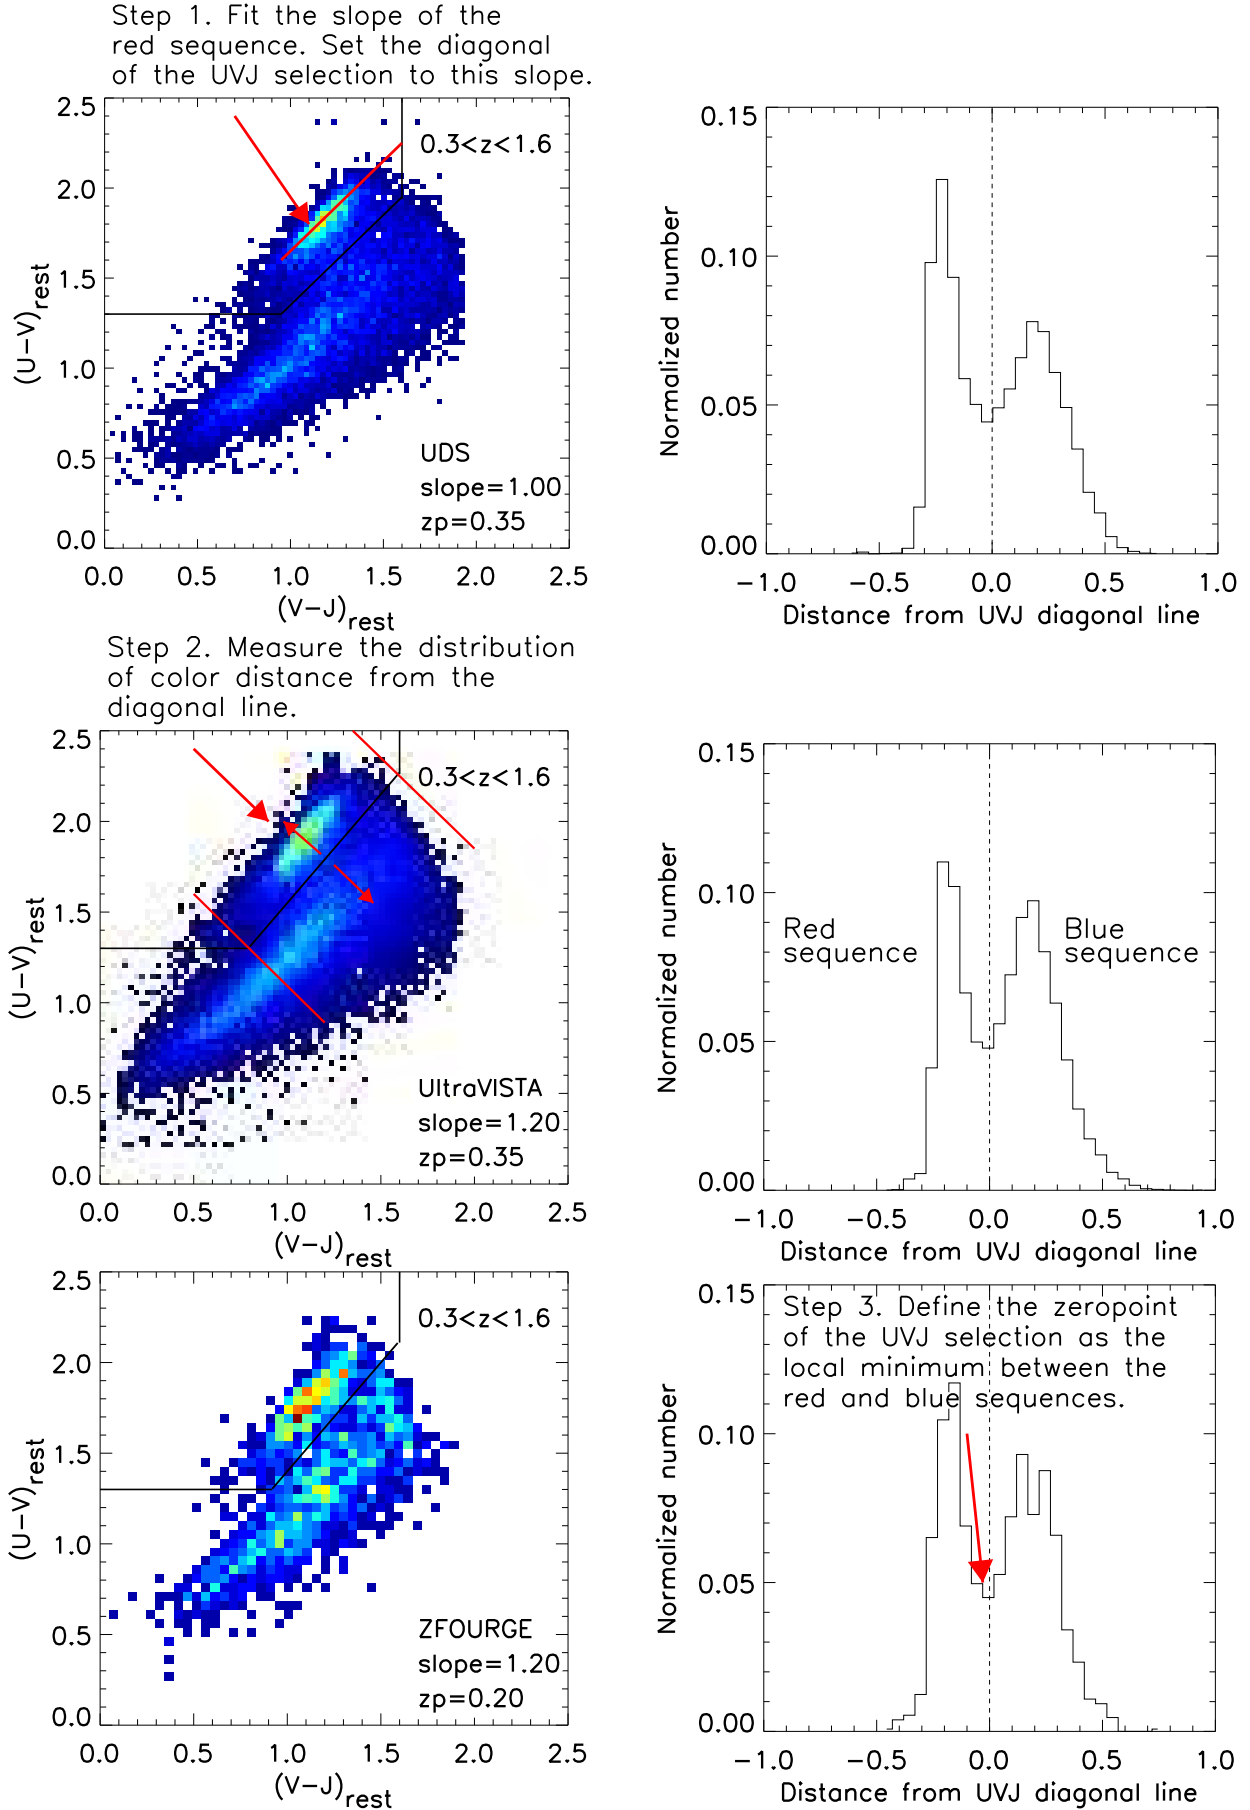 Step 1. Fit the slope of the
red sequence. Set the diagonal
of the UVJ selection to this slope.
2.5
2.0
1.5
1.0
0.5
0.0
(U−V)rest
0.3<z<1.6
UDS
slope=1.00
zp=0.35
0.0 0.5 1.0 1.5 2.0 2.5
(V−J)rest
0.15
0.10
0.05
0.00
Normalized number
−1.0 −0.5 0.0 0.5 1.0
Distance from UVJ diagonal line
Step 2. Measure the distribution
of color distance from the
diagonal line.
2.5
2.0
1.5
1.0
0.5
0.0
(U−V)rest
0.3<z<1.6
UltraVISTA
slope=1.20
zp=0.35
0.0 0.5 1.0 1.5 2.0 2.5
(V−J)rest
0.15
0.10
0.05
0.00
Normalized number
Red
sequence
Blue
sequence
−1.0 −0.5 0.0 0.5 1.0
Distance from UVJ diagonal line
2.5
2.0
1.5
1.0
0.5
0.0
(U−V)rest
0.3<z<1.6
ZFOURGE
slope=1.20
zp=0.20
0.0 0.5 1.0 1.5 2.0 2.5
(V−J)rest
0.15
0.10
0.05
0.00
Normalized number
Step 3. Define the zeropoint
of the UVJ selection as the
local minimum between the
red and blue sequences.
−1.0 −0.5 0.0 0.5 1.0
Distance from UVJ diagonal line